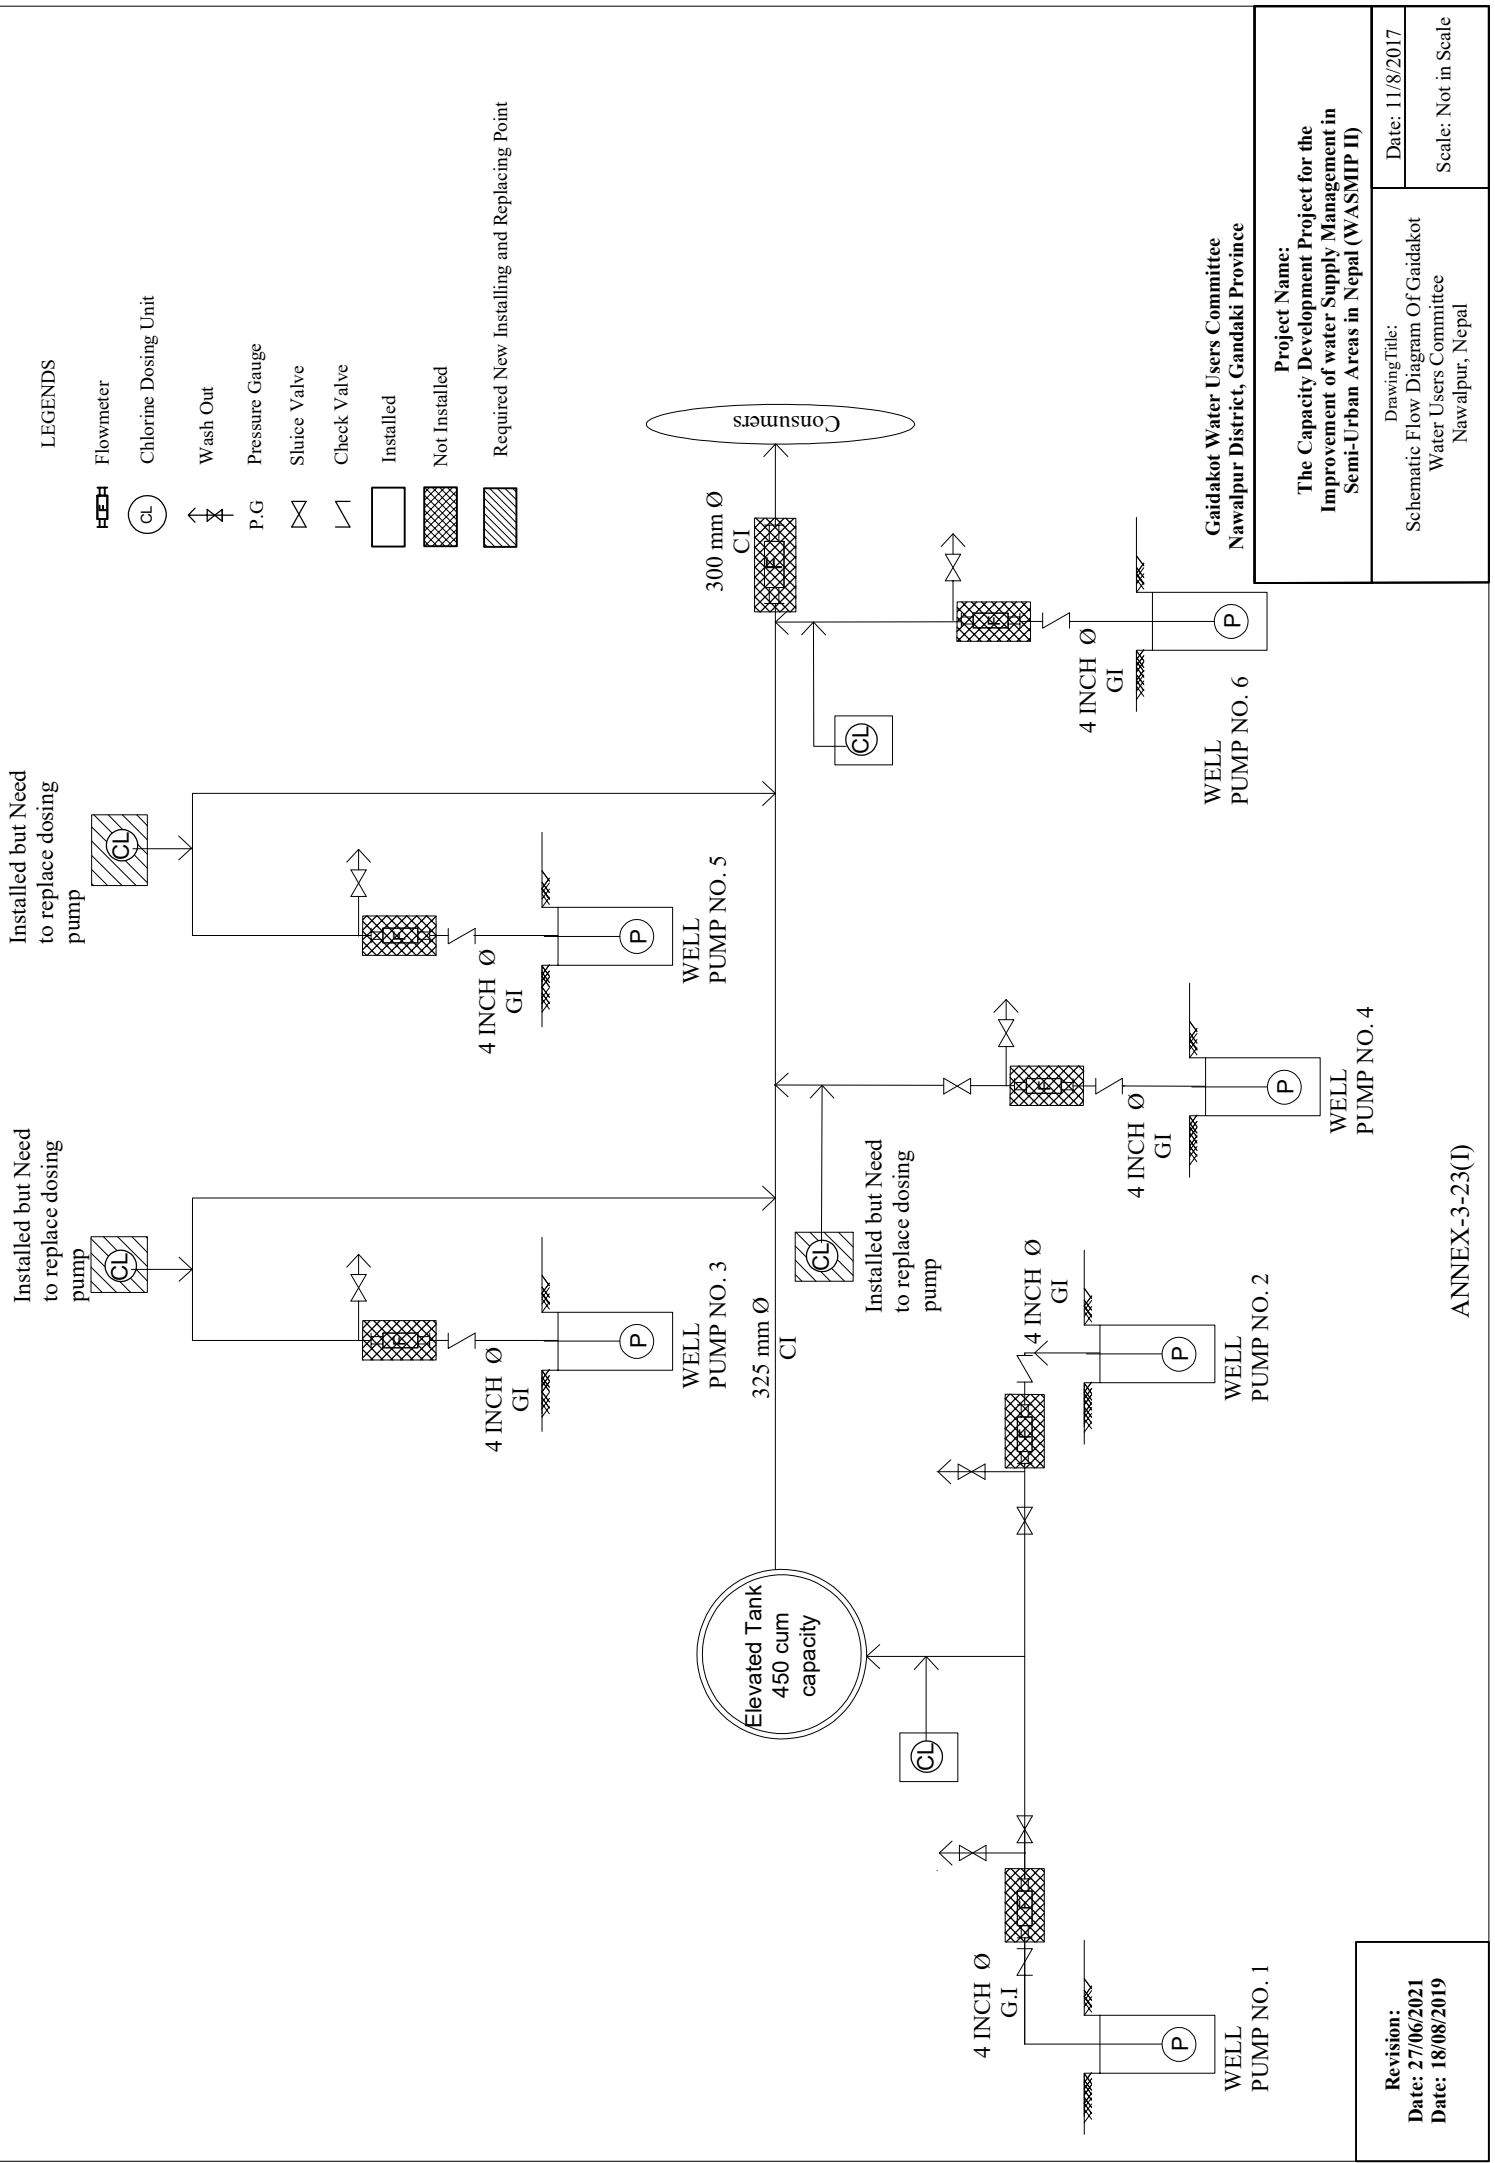 LEGENDS
F
Flowmeter
CL
Chlorine Dosing Unit
Wash Out
P.G
Pressure Gauge
Sluice Valve
Check Valve
Installed
Not Installed
Required New Installing and Replacing Point
Installed but Need
to replace dosing
pump
CL
F
4 INCH Ø
GI
P
WELL
PUMP NO. 3
Installed but Need
to replace dosing
pump
CL
F
4 INCH Ø
GI
P
WELL
PUMP NO. 5
Elevated Tank
450 cum
capacity
325 mm Ø
CI
300 mm Ø
CI
F
Consumers
CL
CL
Installed but Need
to replace dosing
pump
CL
4 INCH Ø
G.I
F
P
WELL
PUMP NO. 1
F
4 INCH Ø
GI
P
WELL
PUMP NO. 2
F
4 INCH Ø
GI
P
WELL
PUMP NO. 4
F
4 INCH Ø
GI
P
WELL
PUMP NO. 6
Gaidakot Water Users Committee
Nawalpur District, Gandaki Province
Project Name:
The Capacity Development Project for the
Improvement of water Supply Management in
Semi-Urban Areas in Nepal (WASMIP II)
DrawingTitle:
Schematic Flow Diagram Of Gaidakot
Water Users Committee
Nawalpur, Nepal
Date: 11/8/2017
Scale: Not in Scale
Revision:
Date: 27/06/2021
Date: 18/08/2019
ANNEX-3-23(I)